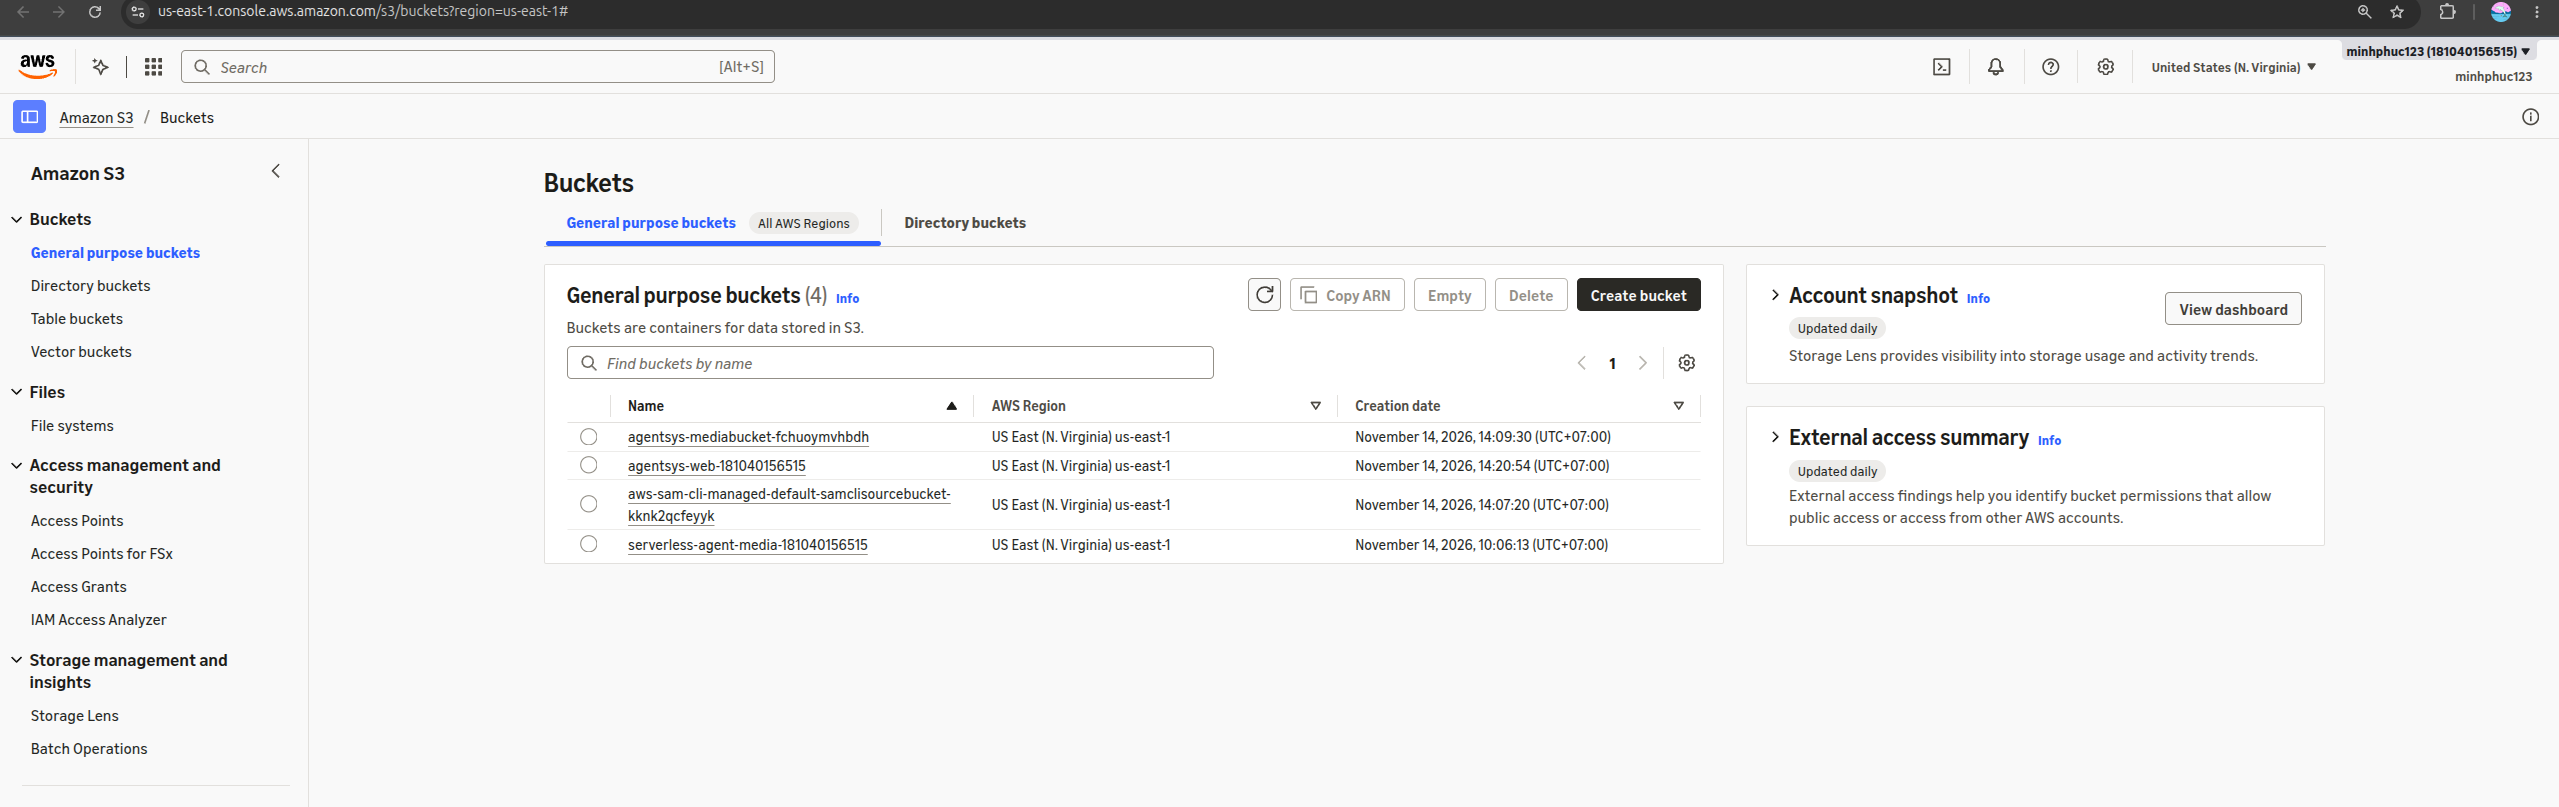 us-east-1.console.aws.amazon.com/s3/buckets?region=us-east-1#
aws
Search
[Alt+S]
United States (N. Virginia)
minhphuc123 (181040156515)
minhphuc123
Amazon S3 / Buckets
Amazon S3
Buckets
General purpose buckets
Directory buckets
Table buckets
Vector buckets
Files
File systems
Access management and
security
Access Points
Access Points for FSx
Access Grants
IAM Access Analyzer
Storage management and
insights
Storage Lens
Batch Operations
Buckets
General purpose buckets All AWS Regions Directory buckets
General purpose buckets (4) Info
Copy ARN Empty Delete Create bucket
Buckets are containers for data stored in S3.
Find buckets by name
1
Name AWS Region Creation date
agentsys-mediabucket-fchuoymvhbdh US East (N. Virginia) us-east-1 November 14, 2026, 14:09:30 (UTC+07:00)
agentsys-web-181040156515 US East (N. Virginia) us-east-1 November 14, 2026, 14:20:54 (UTC+07:00)
aws-sam-cli-managed-default-samclisourcebucket-
kknk2qcfeyyk US East (N. Virginia) us-east-1 November 14, 2026, 14:07:20 (UTC+07:00)
serverless-agent-media-181040156515 US East (N. Virginia) us-east-1 November 14, 2026, 10:06:13 (UTC+07:00)
Account snapshot Info
View dashboard
Updated daily
Storage Lens provides visibility into storage usage and activity trends.
External access summary Info
Updated daily
External access findings help you identify bucket permissions that allow
public access or access from other AWS accounts.